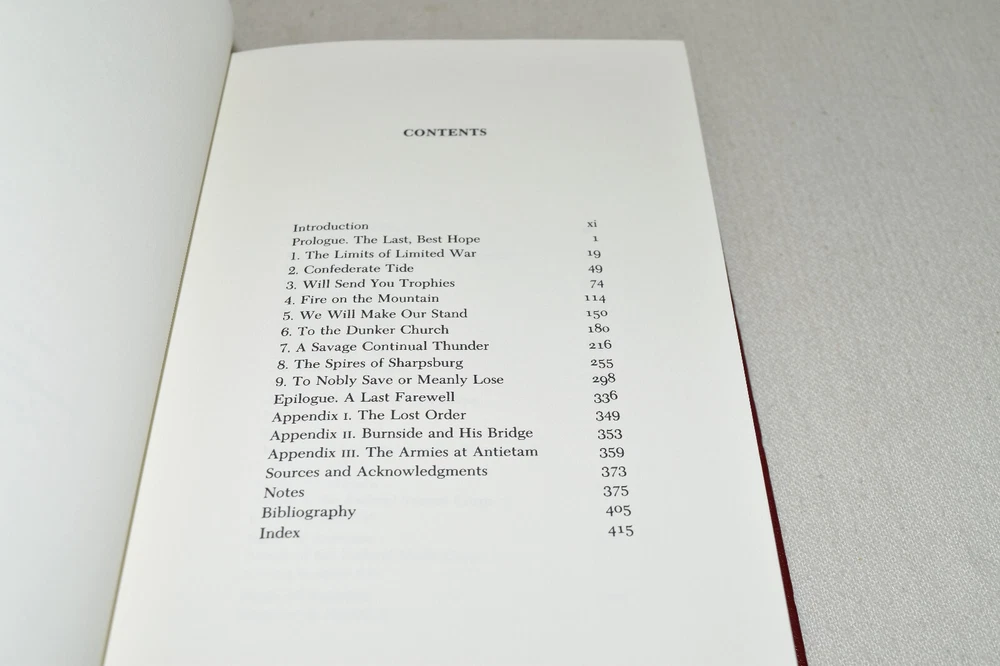 CONTENTS
Introduction xi
Prologue. The Last, Best Hope 1
1. The Limits of Limited War 19
2. Confederate Tide 49
3. Will Send You Trophies 74
4. Fire on the Mountain 114
5. We Will Make Our Stand 150
6. To the Dunker Church 180
7. A Savage Continual Thunder 216
8. The Spires of Sharpsburg 255
9. To Nobly Save or Meanly Lose 298
Epilogue. A Last Farewell 336
Appendix I. The Lost Order 349
Appendix II. Burnside and His Bridge 353
Appendix III. The Armies at Antietam 359
Sources and Acknowledgments 373
Notes 375
Bibliography 405
Index 415